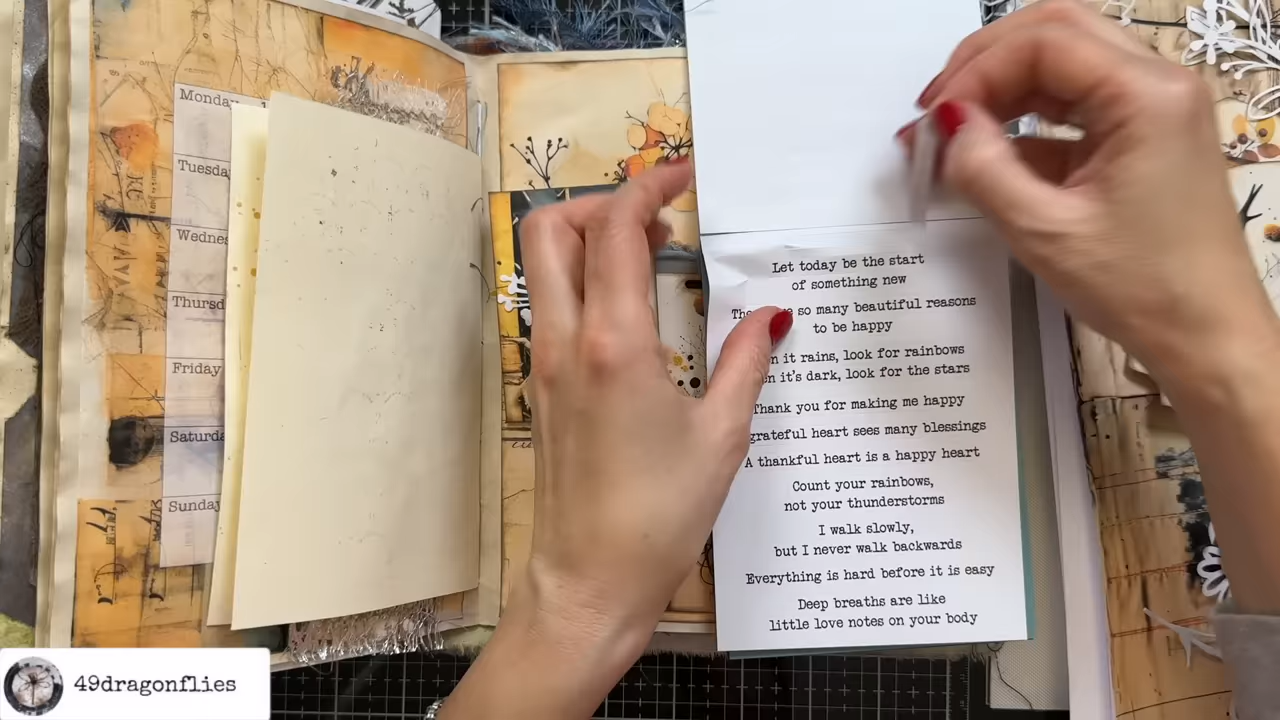 Monday
Tuesda
Wednes
Thursd
Friday
Saturda
Sunday
Let today be the start
of something new
so many beautiful reasons
to be happy
it rains, look for rainbows
it's dark, look for the stars
Thank you for making me happy
grateful heart sees many blessings
A thankful heart is a happy heart
Count your rainbows,
not your thunderstorms
I walk slowly,
but I never walk backwards
Everything is hard before it is easy
Deep breaths are like
little love notes on your body
49dragonflies